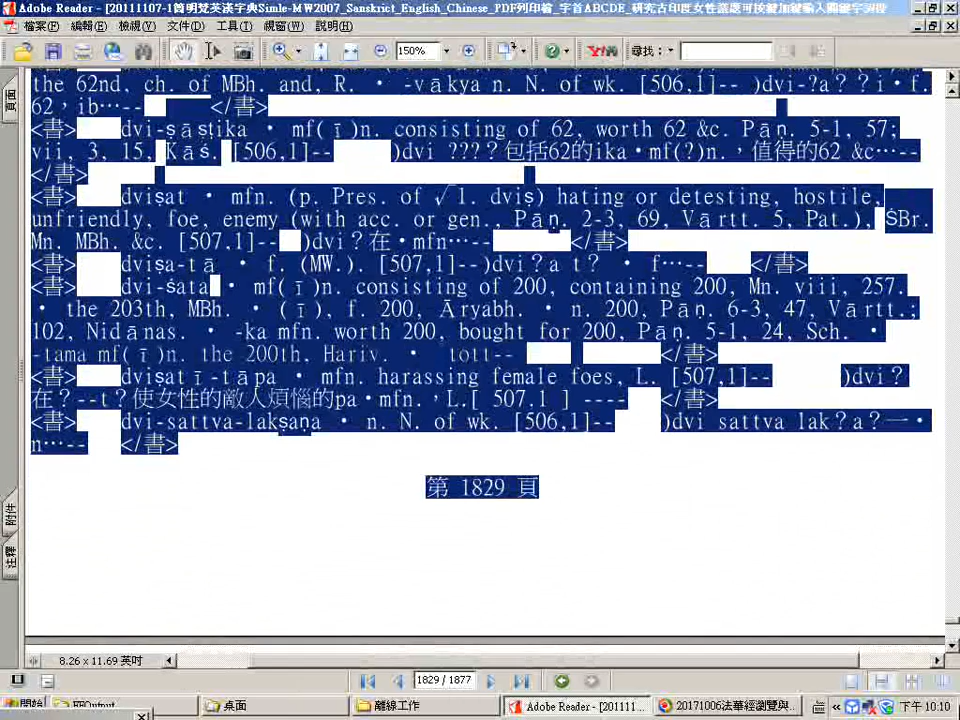 Adobe Reader - [20111107-1簡明梵英漢字典Simle-MW2007_Sanskrict_English_Chinese_PDF列印檔_字首ABCDE_研究古印度女性議題可按
檔案(F) 編輯(E) 檢視(V) 文件(D) 工具(T) 視窗(W) 說明(H)
150% 尋找：
頁面
the 62nd, ch. of MBh. and, R. · -vākya n. N. of wk. [506,1]-- )dvi-?a？？i·f.
62，ib…-- </書>
<書> dvi-ṣāṣṭika · mf(ī)n. consisting of 62, worth 62 &c. Pāṇ. 5-1, 57;
vii, 3, 15, Kāś. [506,1]-- )dvi ????包括62的ika·mf(?)n.，值得的62 &c…--
</書>
<書> dviṣat · mfn. (p. Pres. of √1. dviṣ) hating or detesting, hostile,
unfriendly, foe, enemy (with acc. or gen., Pāṇ. 2-3, 69, Vārtt. 5, Pat.), ŚBr.
Mn. MBh. &c. [507,1]-- )dvi？在·mfn…-- </書>
<書> dviṣa-tā · f. (MW.). [507,1]--)dvi？a t？ · f…-- </書>
<書> dvi-śata · mf(ī)n. consisting of 200, containing 200, Mn. viii, 257.
· the 203th, MBh. · (ī), f. 200, Āryabh. · n. 200, Pāṇ. 6-3, 47, Vārtt.;
102, Nidānas. · -ka mfn. worth 200, bought for 200, Pāṇ. 5-1, 24, Sch. ·
-tama mf(ī)n. the 200th, Hariv. · tott-- </書>
<書> dviṣatī-tāpa · mfn. harassing female foes, L. [507,1]-- )dvi？
在？--t？使女性的敵人煩惱的pa·mfn.，L.[ 507.1 ] ---- </書>
<書> dvi-sattva-lakṣaṇa · n. N. of wk. [506,1]-- )dvi sattva lak？a？一·
n…-- </書>
第 1829 頁
附件
注釋
8.26 x 11.69 英吋
1829 / 1877
開始 FFOutput 桌面 離線工作 Adobe Reader - [201111... 20171006法華經瀏覽與... 下午 10:10